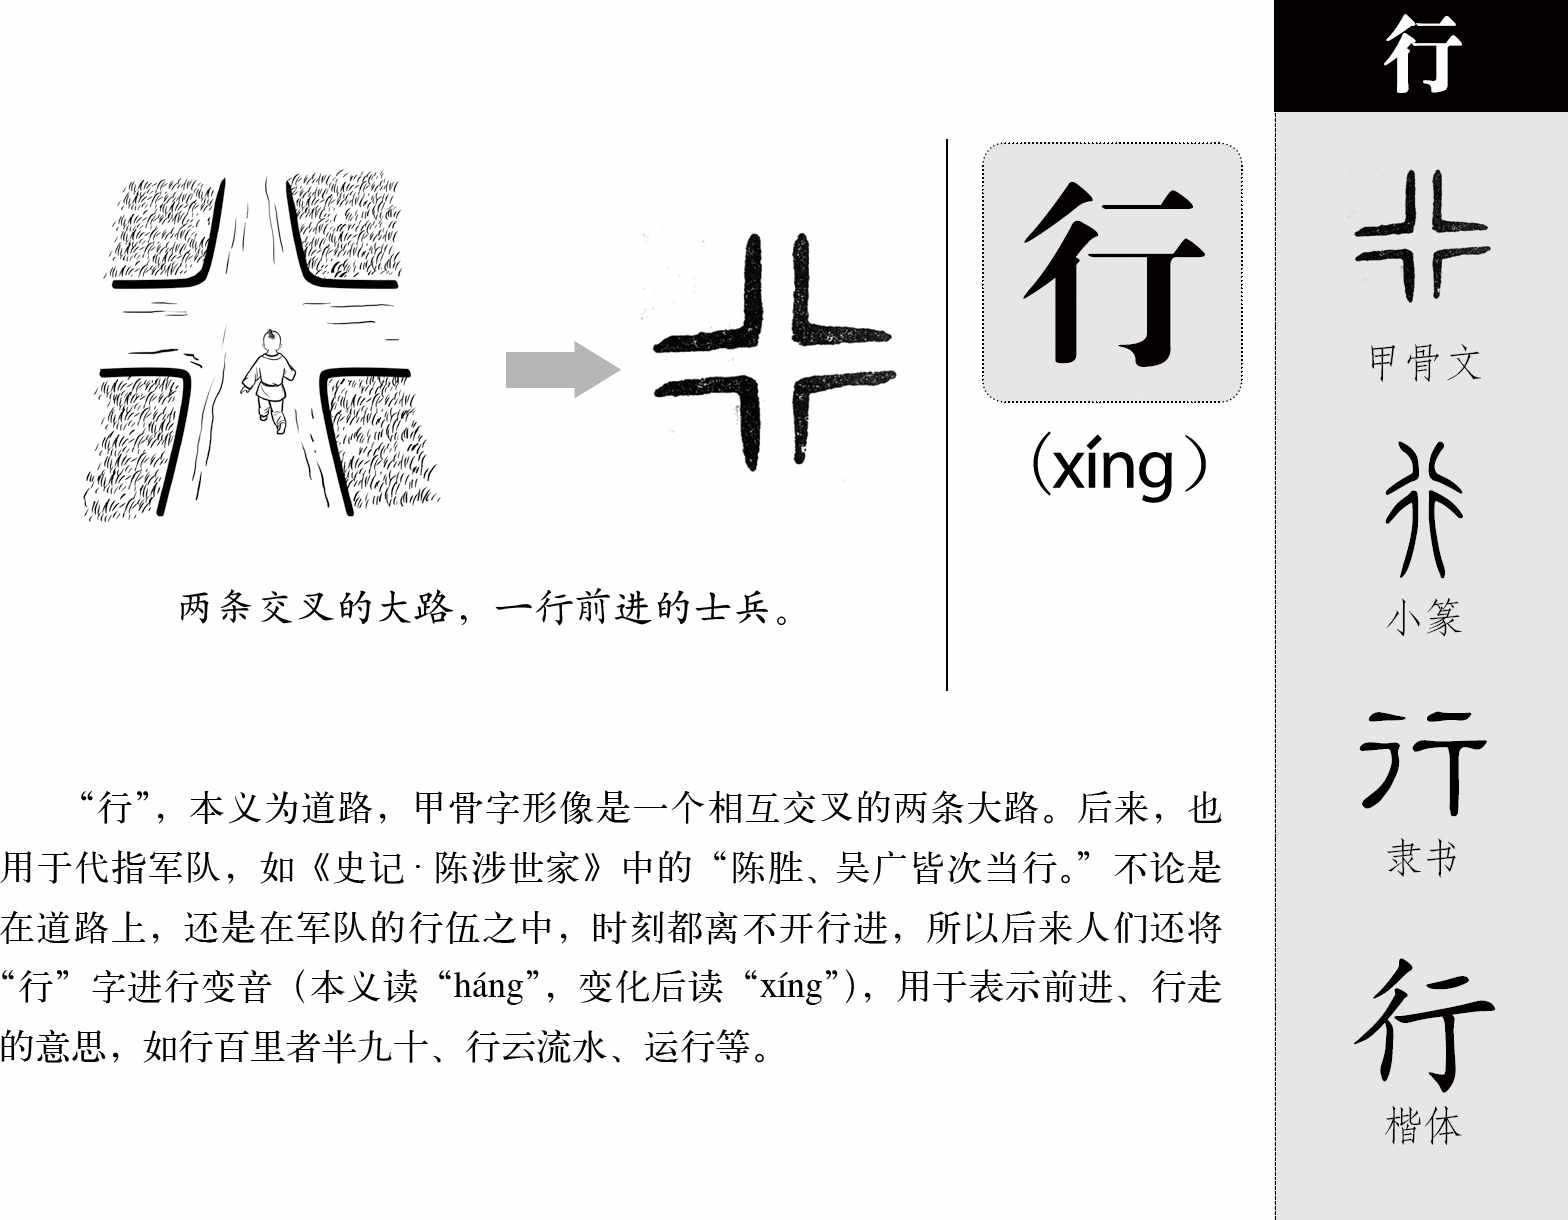 行
行
（xíng）
两条交叉的大路，一行前进的士兵。
“行”，本义为道路，甲骨字形像是一个相互交叉的两条大路。后来，也
用于代指军队，如《史记·陈涉世家》中的“陈胜、吴广皆次当行。”不论是
在道路上，还是在军队的行伍之中，时刻都离不开行进，所以后来人们还将
“行”字进行变音（本义读“háng”，变化后读“xíng”），用于表示前进、行走
的意思，如行百里者半九十、行云流水、运行等。
甲骨文
行
小篆
行
隶书
行
楷体